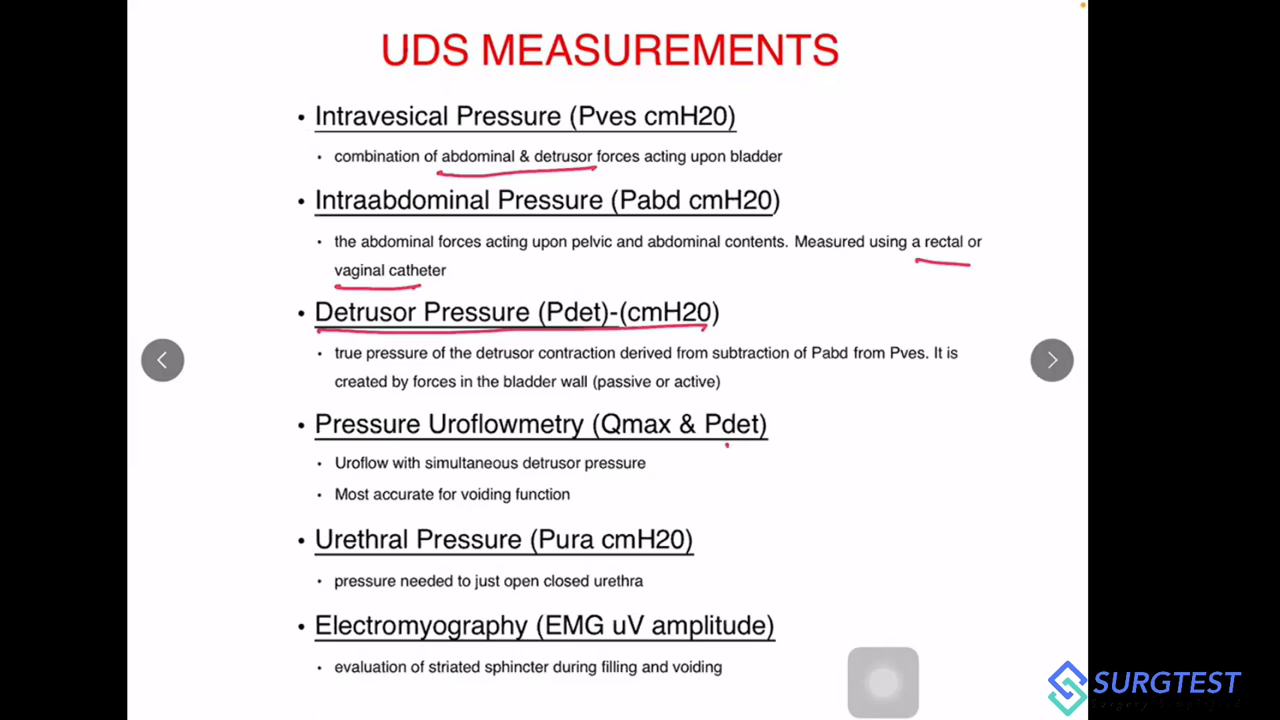 UDS MEASUREMENTS
• Intravesical Pressure (Pves cmH20)
• combination of abdominal & detrusor forces acting upon bladder
• Intraabdominal Pressure (Pabd cmH20)
• the abdominal forces acting upon pelvic and abdominal contents. Measured using a rectal or
vaginal catheter
• Detrusor Pressure (Pdet)-(cmH20)
• true pressure of the detrusor contraction derived from subtraction of Pabd from Pves. It is
created by forces in the bladder wall (passive or active)
• Pressure Uroflowmetry (Qmax & Pdet)
• Uroflow with simultaneous detrusor pressure
• Most accurate for voiding function
• Urethral Pressure (Pura cmH20)
• pressure needed to just open closed urethra
• Electromyography (EMG uV amplitude)
• evaluation of striated sphincter during filling and voiding
SURGTEST